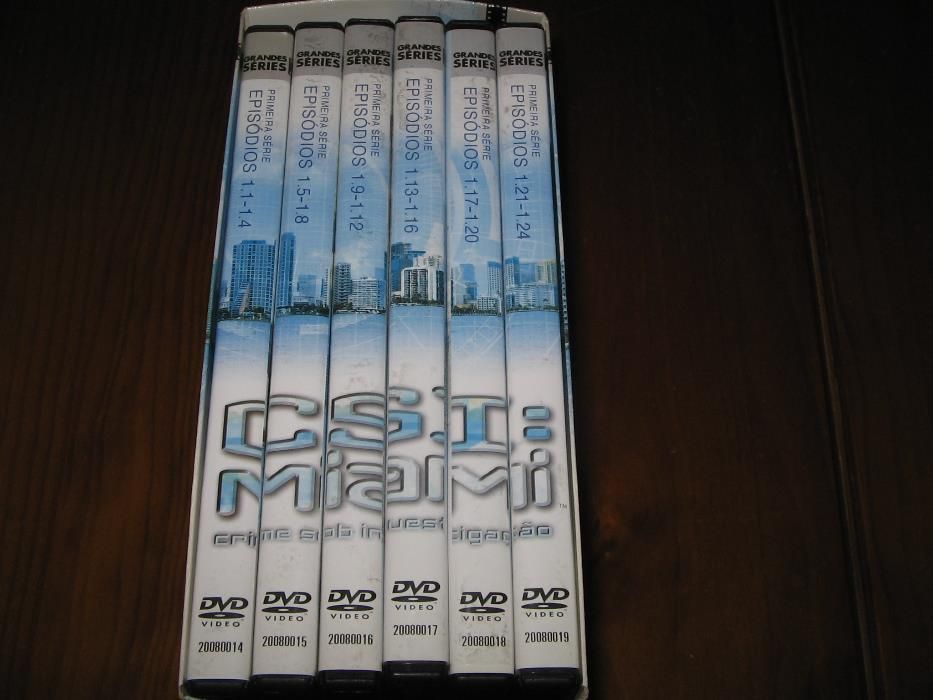 GRANDES
SÉRIES
PRIMEIRA SÉRIE
EPISÓDIOS 1.1-1.4
GRANDES
SÉRIES
PRIMEIRA SÉRIE
EPISÓDIOS 1.5-1.8
GRANDES
SÉRIES
PRIMEIRA SÉRIE
EPISÓDIOS 1.9-1.12
GRANDES
SÉRIES
PRIMEIRA SÉRIE
EPISÓDIOS 1.13-1.16
GRANDES
SÉRIES
PRIMEIRA SÉRIE
EPISÓDIOS 1.17-1.20
GRANDES
SÉRIES
PRIMEIRA SÉRIE
EPISÓDIOS 1.21-1.24
CSI:
Miami™
crime sob investigação
DVD
VIDEO
20080014
DVD
VIDEO
20080015
DVD
VIDEO
20080016
DVD
VIDEO
20080017
DVD
VIDEO
20080018
DVD
VIDEO
20080019